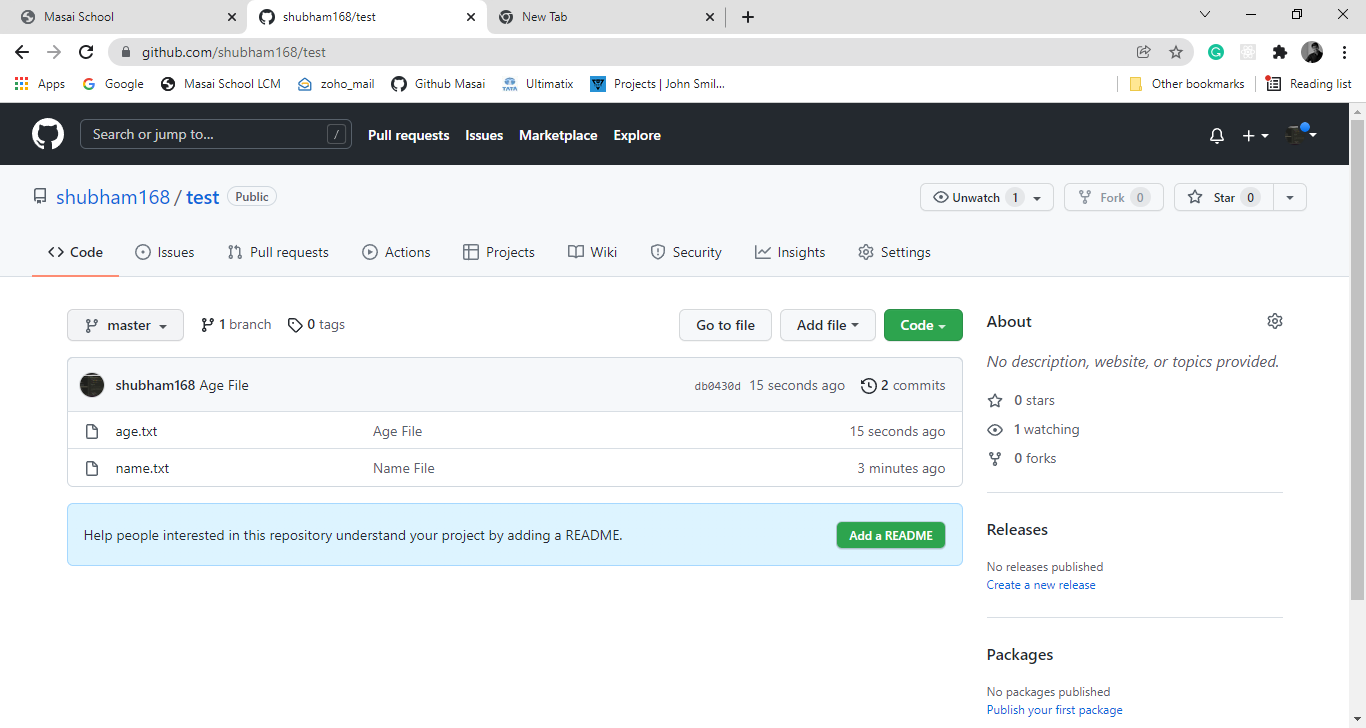 Masai School
shubham168/test
New Tab
github.com/shubham168/test
Apps
Google
Masai School LCM
zoho_mail
Github Masai
TATA
Ultimatix
Projects | John Smil...
Other bookmarks
Reading list
Search or jump to...
/
Pull requests
Issues
Marketplace
Explore
shubham168 / test
Public
Unwatch 1
Fork 0
Star 0
Code
Issues
Pull requests
Actions
Projects
Wiki
Security
Insights
Settings
master
1 branch
0 tags
Go to file
Add file
Code
shubham168 Age File
db0430d 15 seconds ago
2 commits
age.txt
Age File
15 seconds ago
name.txt
Name File
3 minutes ago
Help people interested in this repository understand your project by adding a README.
Add a README
About
No description, website, or topics provided.
0 stars
1 watching
0 forks
Releases
No releases published
Create a new release
Packages
No packages published
Publish your first package